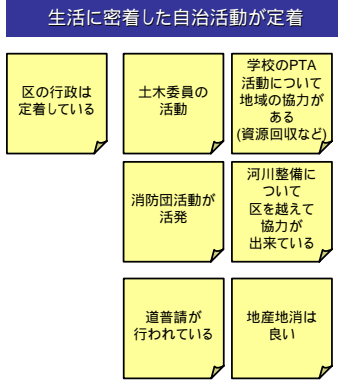 生活に密着した自治活動が定着
区の行政は
定着している
土木委員の
活動
学校のPTA
活動について
地域の協力が
ある
(資源回収など)
消防団活動が
活発
河川整備に
ついて
区を越えて
協力が
出来ている
道普請が
行われている
地産地消は
良い